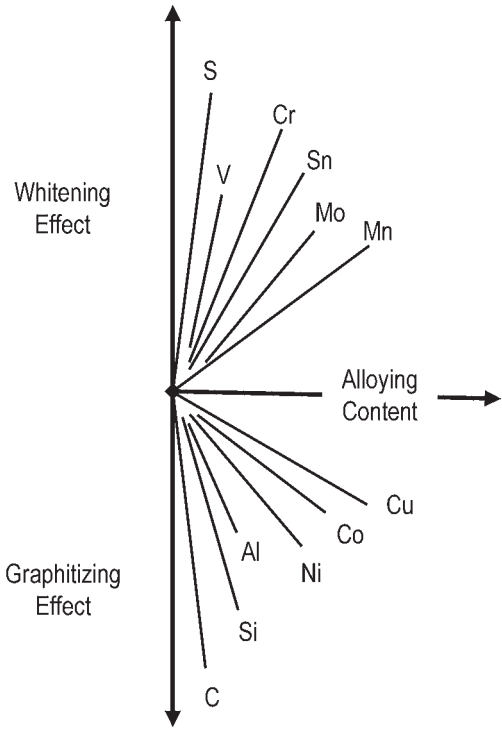 S
Cr
Sn
V
Whitening
Effect
Mo
Mn
Alloying
Content
Cu
Co
Al
Ni
Graphitizing
Effect
Si
C